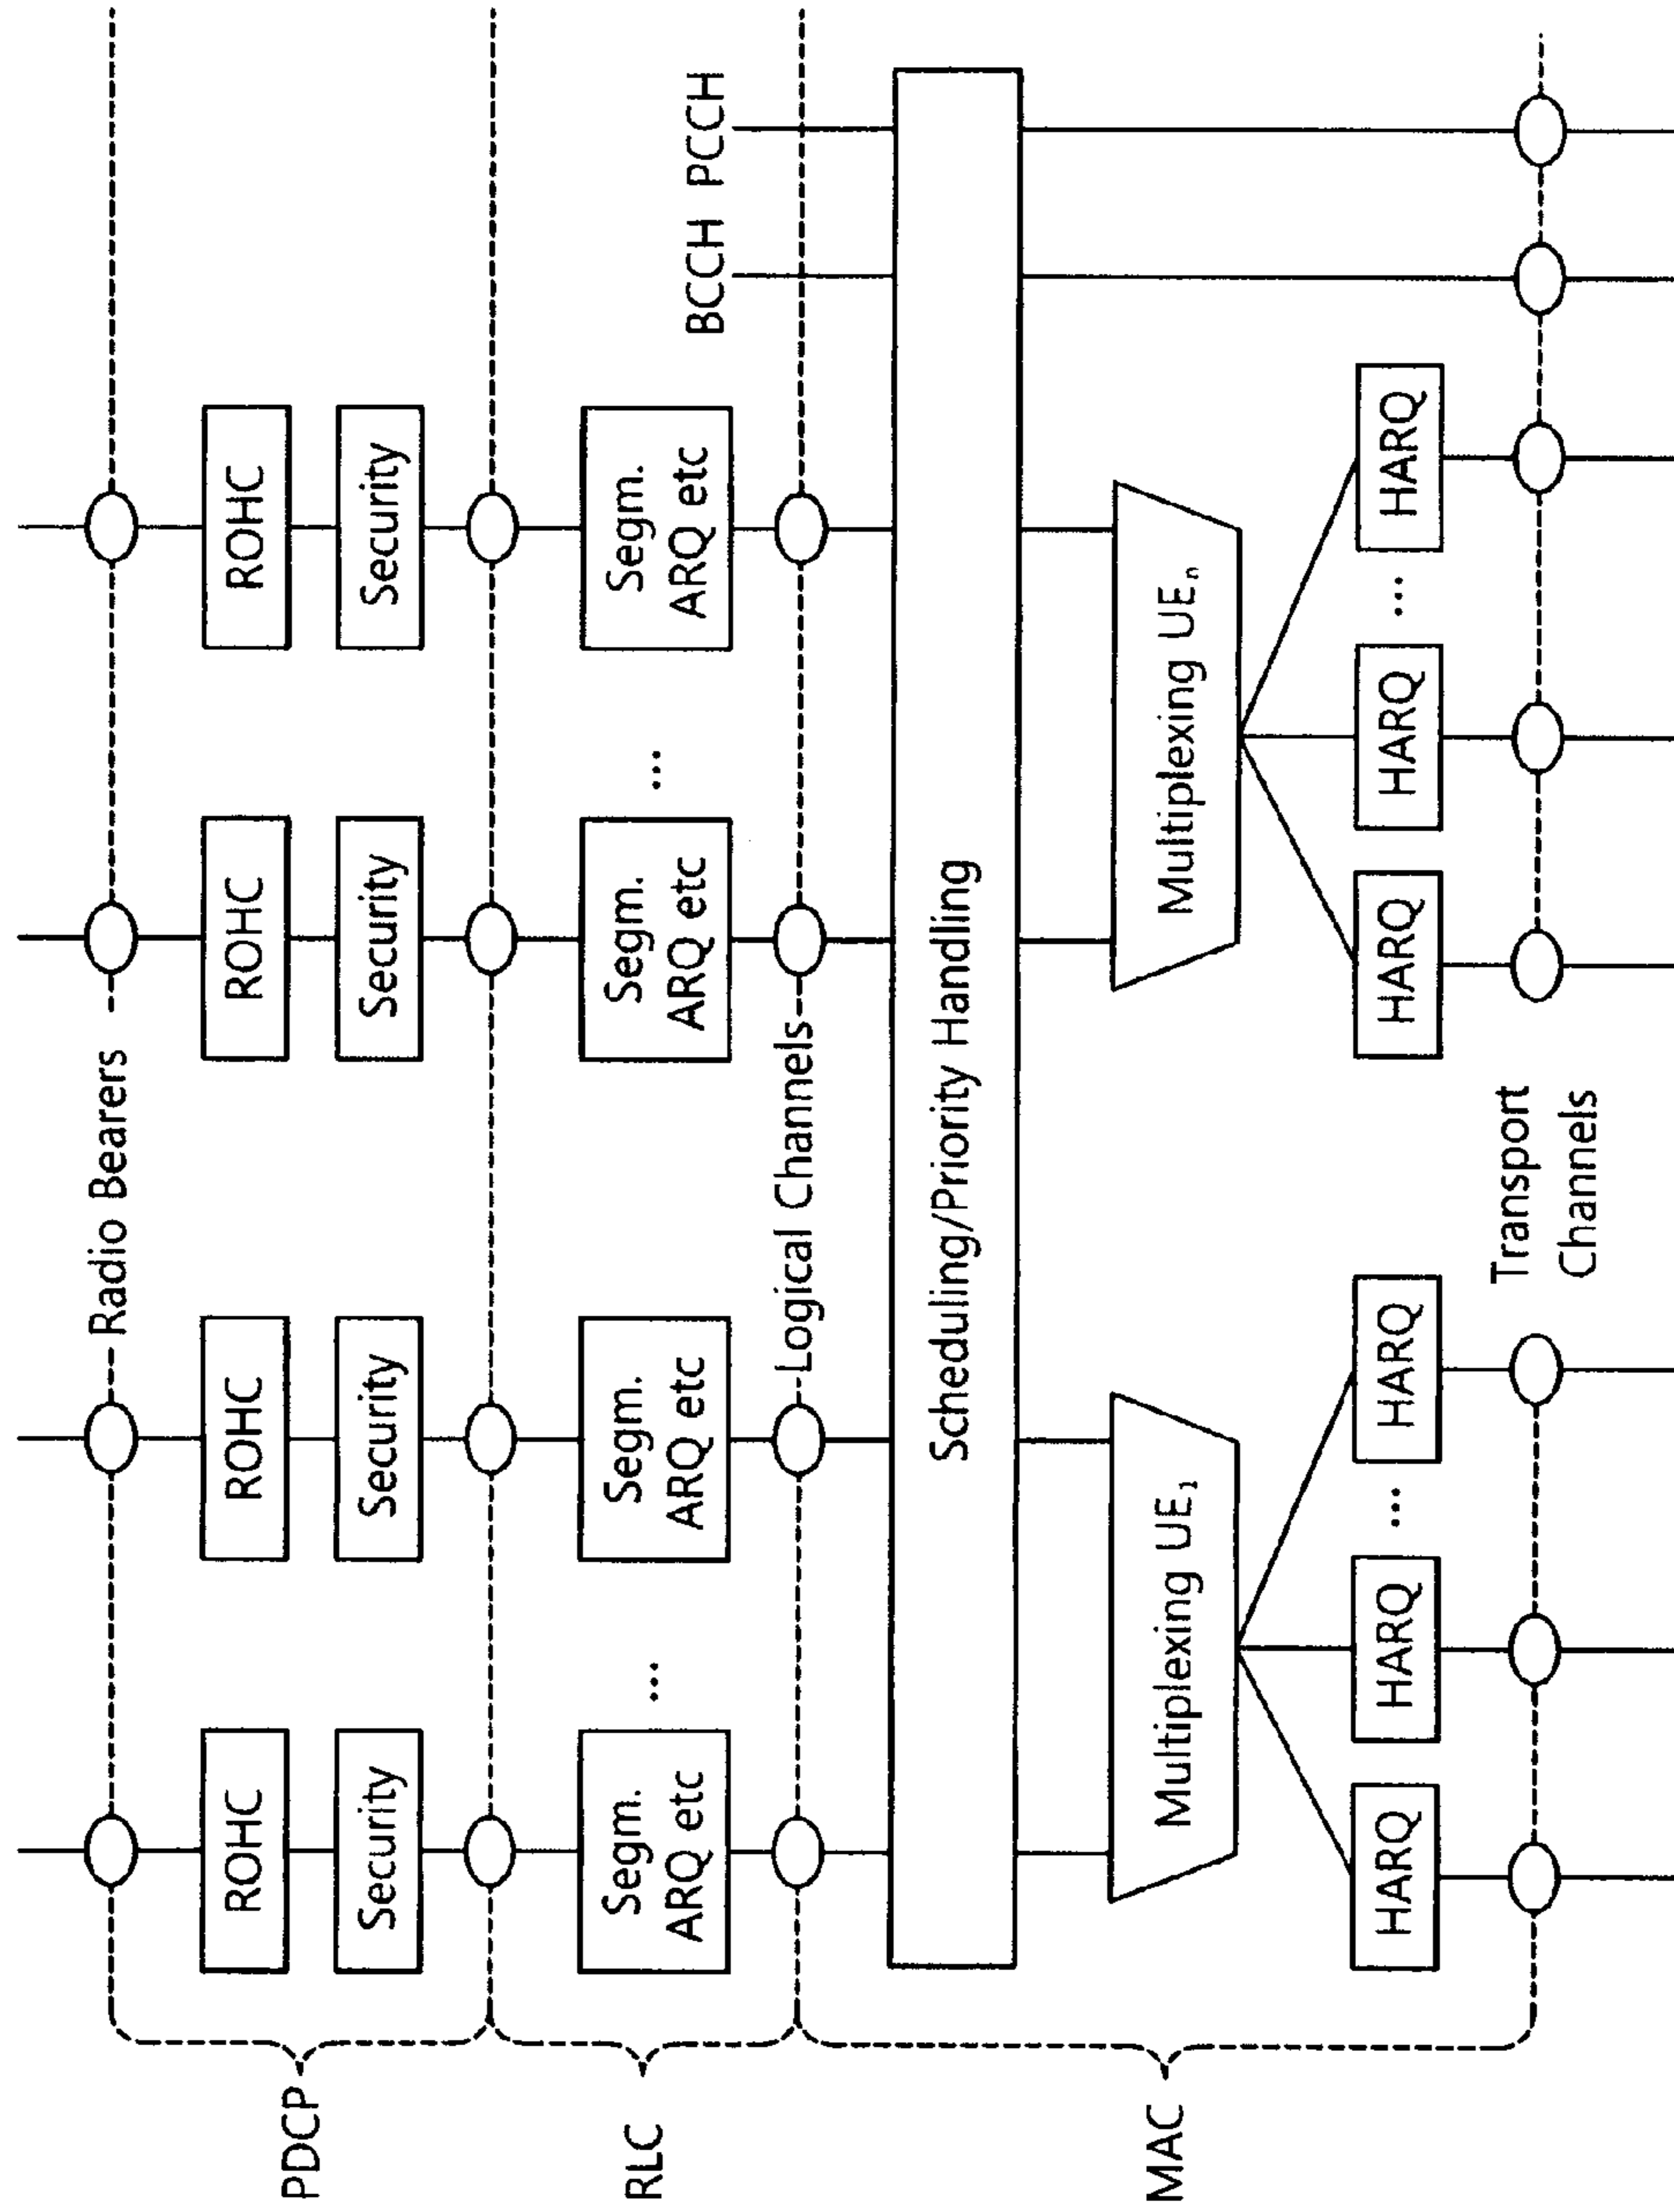 Radio Bearers
PDCP
ROHC
ROHC
ROHC
ROHC
Security
Security
Security
Security
RLC
Segm.
ARQ etc
...
Segm.
ARQ etc
Segm.
ARQ etc
...
Segm.
ARQ etc
BCCH PCCH
Logical Channels
MAC
Scheduling/Priority Handling
Multiplexing UE₁
Multiplexing UEₙ
HARQ
HARQ
...
HARQ
HARQ
HARQ
...
HARQ
Transport
Channels